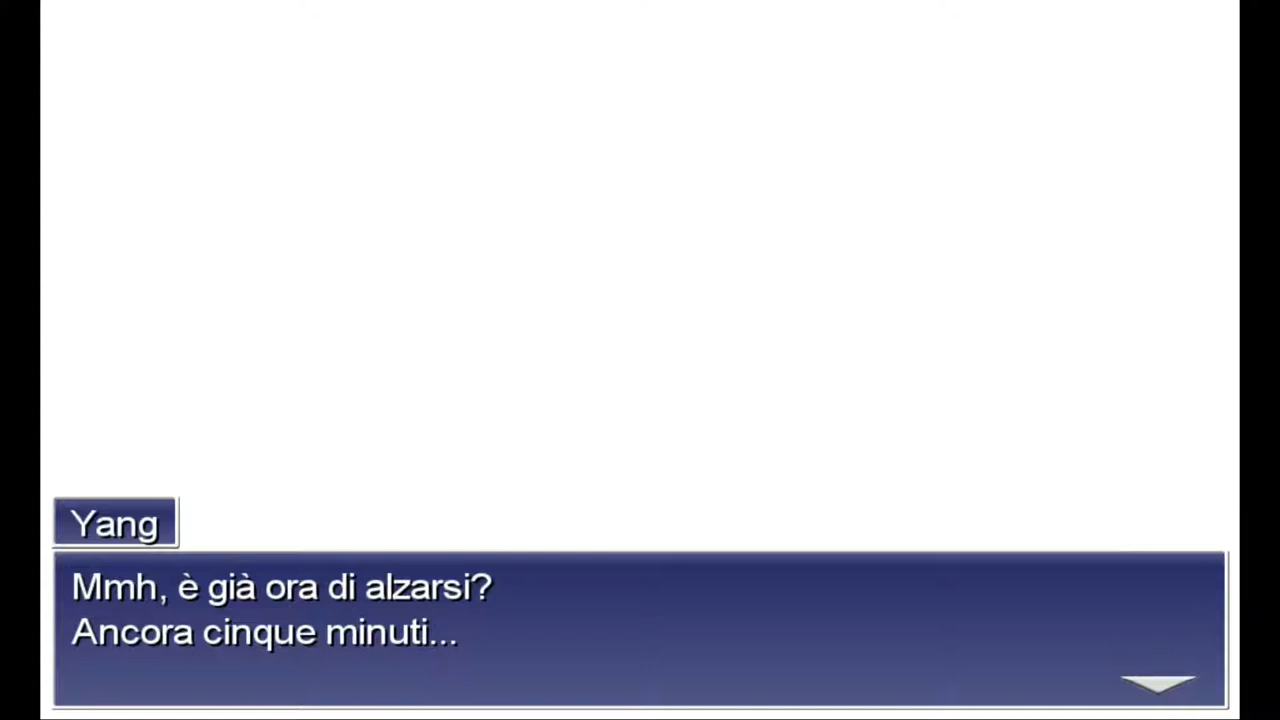 Yang
Mmh, è già ora di alzarsi?
Ancora cinque minuti...